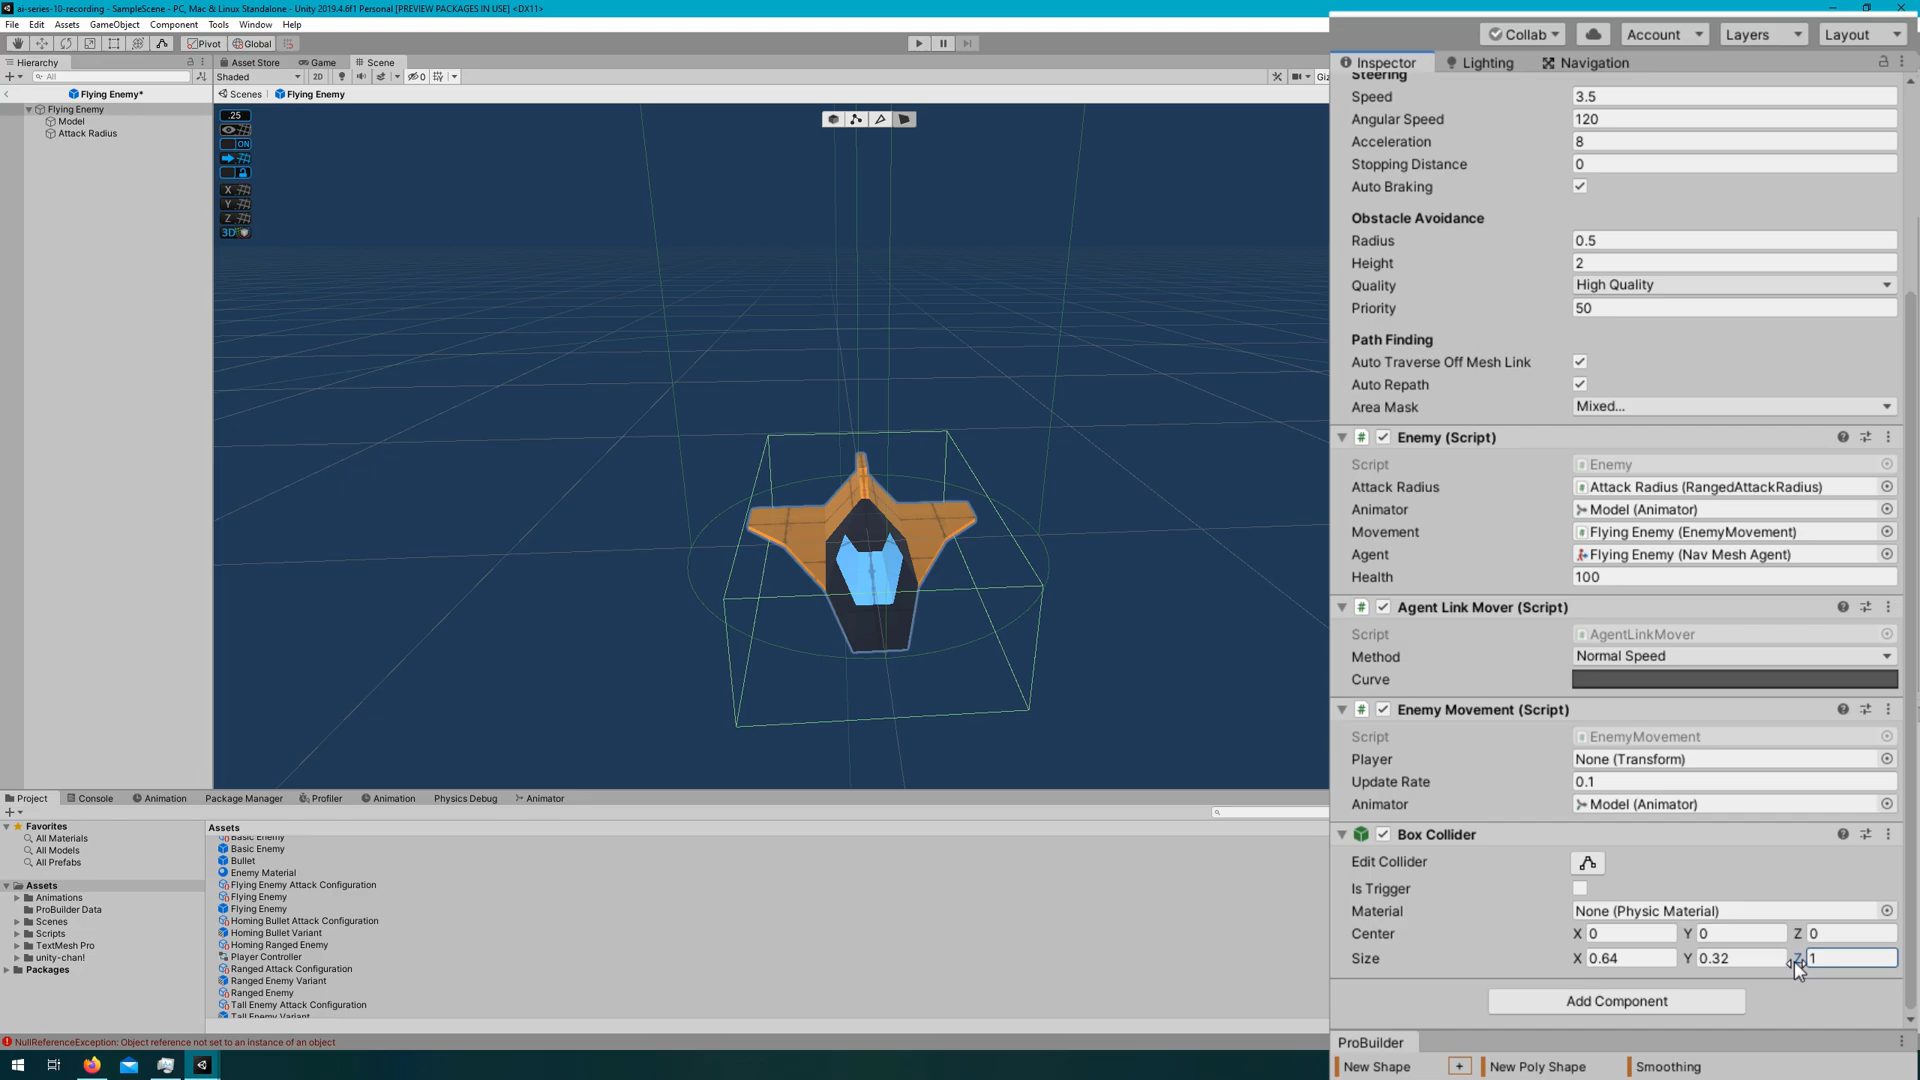 ai-series-10-recording - SampleScene - PC, Mac & Linux Standalone - Unity 2019.4.6f1 Personal [PREVIEW PACKAGES IN USE] <DX11>
File Edit Assets GameObject Component Tools Window Help
Pivot Global
Collab Account Layers Layout
Hierarchy Asset Store Game Scene
Inspector Lighting Navigation
All Shaded 2D 0 Giz
Flying Enemy* Scenes Flying Enemy
Flying Enemy
Model
Attack Radius
.25
ON
X
Y
Z
3D
Steering
Speed 3.5
Angular Speed 120
Acceleration 8
Stopping Distance 0
Auto Braking
Obstacle Avoidance
Radius 0.5
Height 2
Quality High Quality
Priority 50
Path Finding
Auto Traverse Off Mesh Link
Auto Repath
Area Mask Mixed...
Enemy (Script)
Script Enemy
Attack Radius Attack Radius (RangedAttackRadius)
Animator Model (Animator)
Movement Flying Enemy (EnemyMovement)
Agent Flying Enemy (Nav Mesh Agent)
Health 100
Agent Link Mover (Script)
Script AgentLinkMover
Method Normal Speed
Curve
Enemy Movement (Script)
Script EnemyMovement
Player None (Transform)
Update Rate 0.1
Animator Model (Animator)
Box Collider
Edit Collider
Is Trigger
Material None (Physic Material)
Center X 0 Y 0 Z 0
Size X 0.64 Y 0.32 Z 1
Add Component
ProBuilder
New Shape + New Poly Shape Smoothing
Project Console Animation Package Manager Profiler Animation Physics Debug Animator
Favorites
All Materials
All Models
All Prefabs
Assets
Animations
ProBuilder Data
Scenes
Scripts
TextMesh Pro
unity-chan!
Packages
Assets
Basic Enemy
Basic Enemy
Bullet
Enemy Material
Flying Enemy Attack Configuration
Flying Enemy
Flying Enemy
Homing Bullet Attack Configuration
Homing Bullet Variant
Homing Ranged Enemy
Player Controller
Ranged Attack Configuration
Ranged Enemy Variant
Ranged Enemy
Tall Enemy Attack Configuration
Tall Enemy Variant
NullReferenceException: Object reference not set to an instance of an object